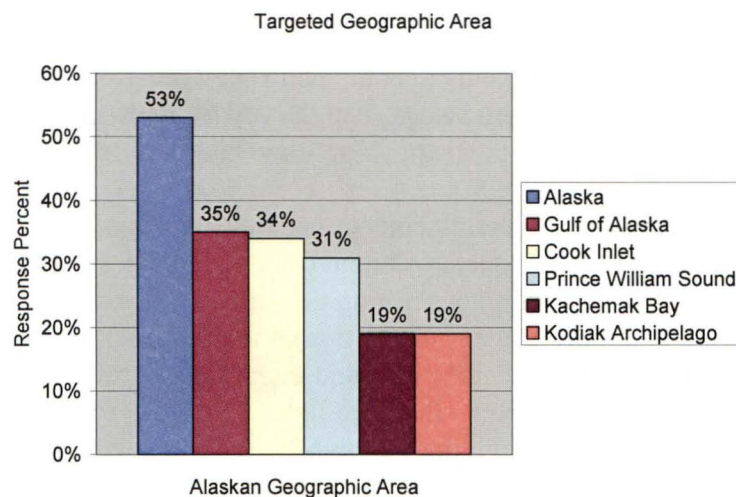 Targeted Geographic Area
60%
50%
40%
30%
20%
10%
0%
Response Percent
53%
35%
34%
31%
19%
19%
Alaskan Geographic Area
Alaska
Gulf of Alaska
Cook Inlet
Prince William Sound
Kachemak Bay
Kodiak Archipelago